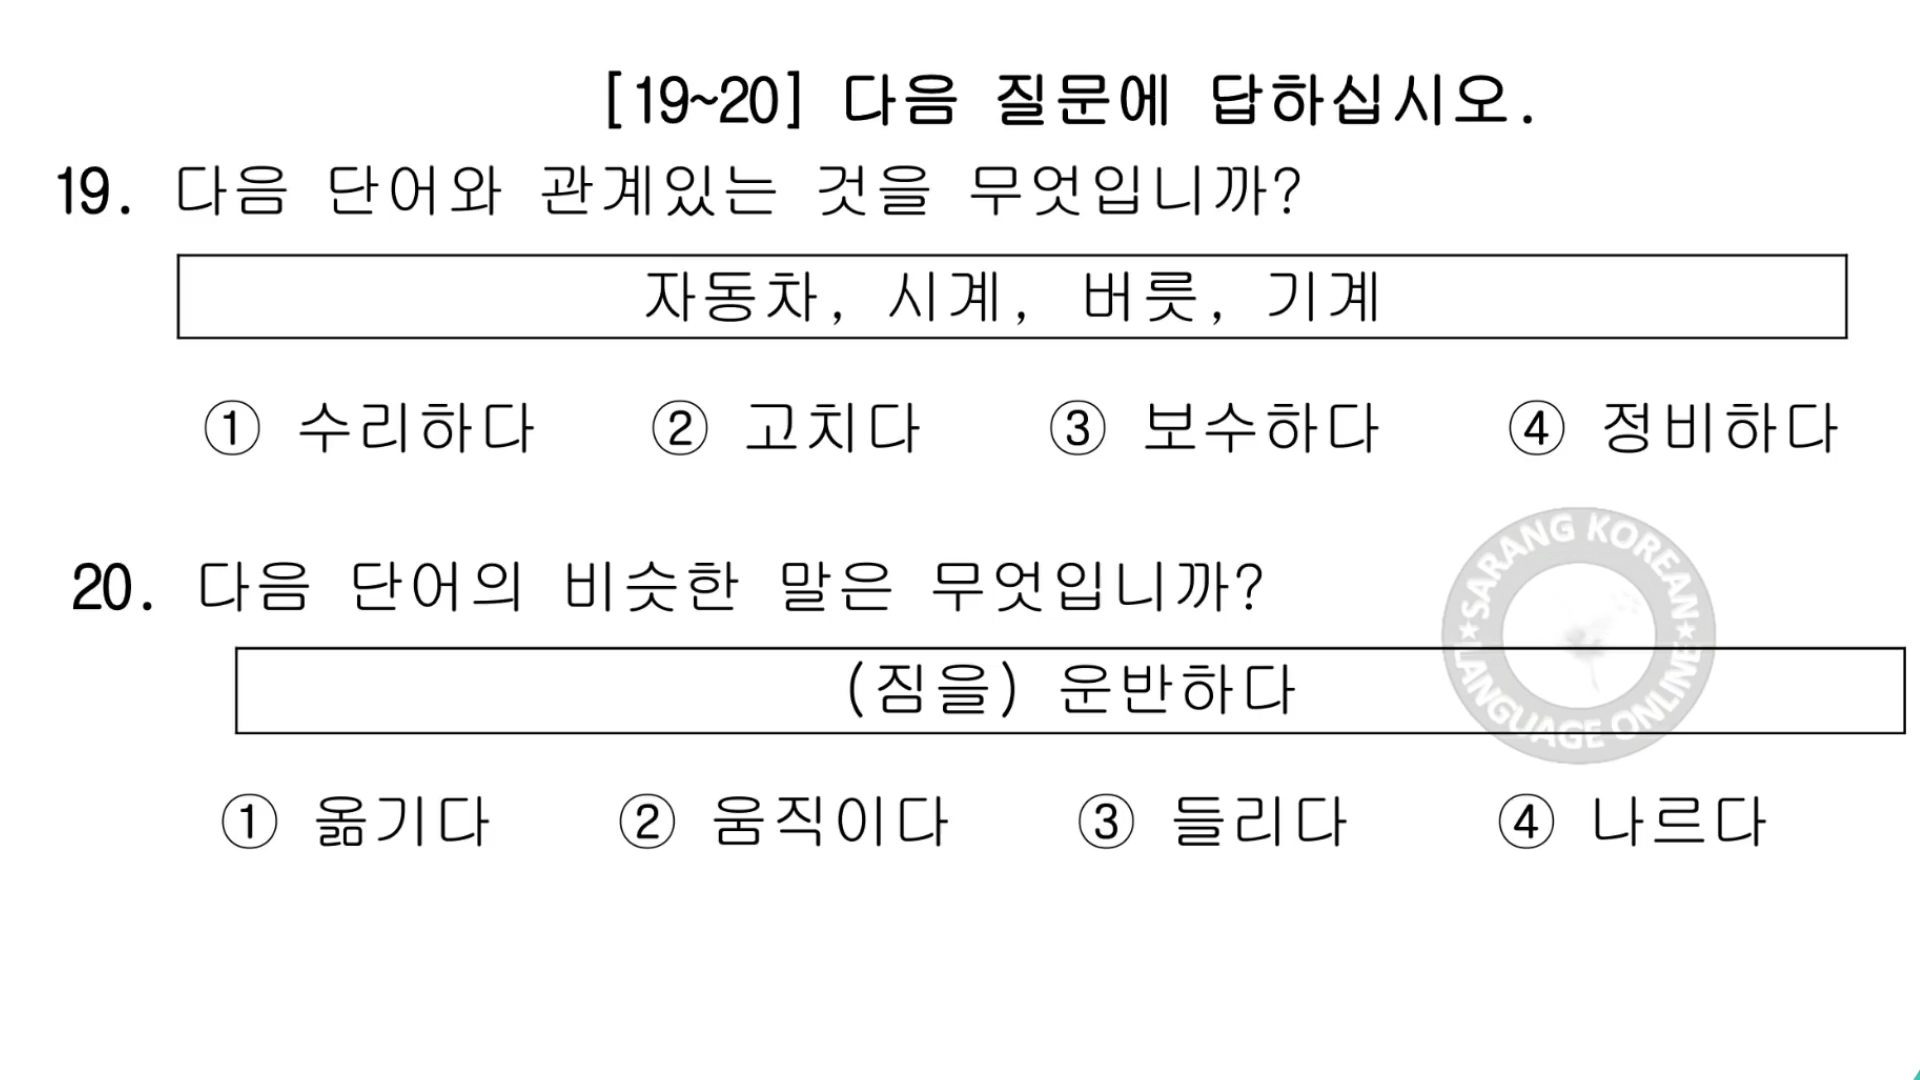 [19~20] 다음 질문에 답하십시오.
19. 다음 단어와 관계있는 것을 무엇입니까?
자동차, 시계, 버릇, 기계
① 수리하다 ② 고치다 ③ 보수하다 ④ 정비하다
20. 다음 단어의 비슷한 말은 무엇입니까?
(짐을) 운반하다
① 옮기다 ② 움직이다 ③ 들리다 ④ 나르다
★SARANG KOREAN★
LANGUAGE ONLINE